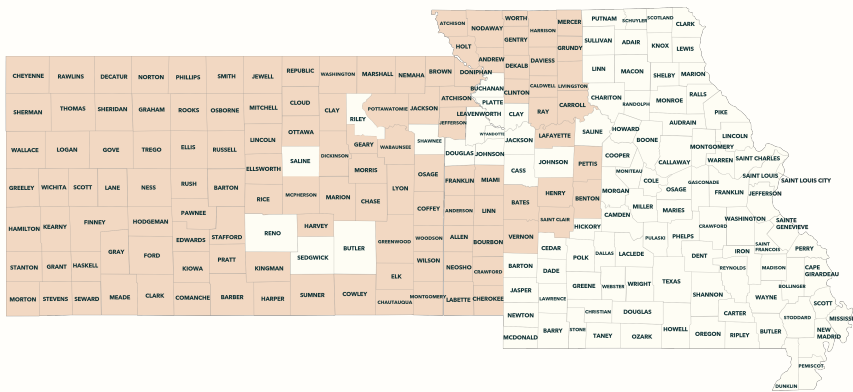 ATCHISON
NODAWAY
WORTH
HARRISON
MERCER
PUTNAM
SCHUYLER
SCOTLAND
CLARK
HOLT
GENTRY
GRUNDY
SULLIVAN
ADAIR
KNOX
LEWIS
ANDREW
DEKALB
DAVIESS
LINN
MACON
SHELBY
MARION
CHEYENNE
RAWLINS
DECATUR
NORTON
PHILLIPS
SMITH
JEWELL
REPUBLIC
WASHINGTON
MARSHALL
NEMAHA
BROWN
DONIPHAN
BUCHANAN
CLINTON
CALDWELL
LIVINGSTON
CHARITON
RANDOLPH
MONROE
RALLS
SHERMAN
THOMAS
SHERIDAN
GRAHAM
ROOKS
OSBORNE
MITCHELL
CLOUD
CLAY
RILEY
POTTAWATOMIE
JACKSON
ATCHISON
JEFFERSON
LEAVENWORTH
PLATTE
CLAY
RAY
CARROLL
PIKE
AUDRAIN
WALLACE
LOGAN
GOVE
TREGO
ELLIS
RUSSELL
LINCOLN
OTTAWA
SALINE
DICKINSON
GEARY
WABAUNSEE
SHAWNEE
WYANDOTTE
DOUGLAS
JOHNSON
JACKSON
LAFAYETTE
SALINE
HOWARD
BOONE
MONTGOMERY
LINCOLN
CALLAWAY
WARREN
SAINT CHARLES
ELLSWORTH
MORRIS
OSAGE
FRANKLIN
MIAMI
CASS
JOHNSON
PETTIS
COOPER
MONITEAU
COLE
OSAGE
GASCONADE
FRANKLIN
SAINT LOUIS
SAINT LOUIS CITY
JEFFERSON
GREELEY
WICHITA
SCOTT
LANE
NESS
RUSH
BARTON
RICE
MCPHERSON
MARION
CHASE
LYON
COFFEY
ANDERSON
LINN
BATES
HENRY
BENTON
MORGAN
MILLER
MARIES
CAMDEN
HAMILTON
KEARNY
FINNEY
HODGEMAN
PAWNEE
EDWARDS
STAFFORD
RENO
HARVEY
SEDGWICK
BUTLER
GREENWOOD
WOODSON
ALLEN
BOURBON
VERNON
SAINT CLAIR
HICKORY
CEDAR
POLK
DALLAS
LACLEDE
PULASKI
PHELPS
CRAWFORD
WASHINGTON
SAINTE
GENEVIEVE
SAINT
FRANCOIS
IRON
PERRY
DENT
STANTON
GRANT
HASKELL
GRAY
FORD
KIOWA
PRATT
KINGMAN
ELK
WILSON
NEOSHO
CRAWFORD
BARTON
DADE
GREENE
WEBSTER
WRIGHT
TEXAS
REYNOLDS
MADISON
CAPE
GIRARDEAU
BOLLINGER
MORTON
STEVENS
SEWARD
MEADE
CLARK
COMANCHE
BARBER
HARPER
SUMNER
COWLEY
CHAUTAUQUA
MONTGOMERY
LABETTE
CHEROKEE
JASPER
LAWRENCE
SHANNON
WAYNE
SCOTT
STODDARD
MISSISSI
NEWTON
CHRISTIAN
DOUGLAS
CARTER
BUTLER
NEW
MADRID
MCDONALD
BARRY
STONE
TANEY
OZARK
HOWELL
OREGON
RIPLEY
PEMISCOT
DUNKLIN